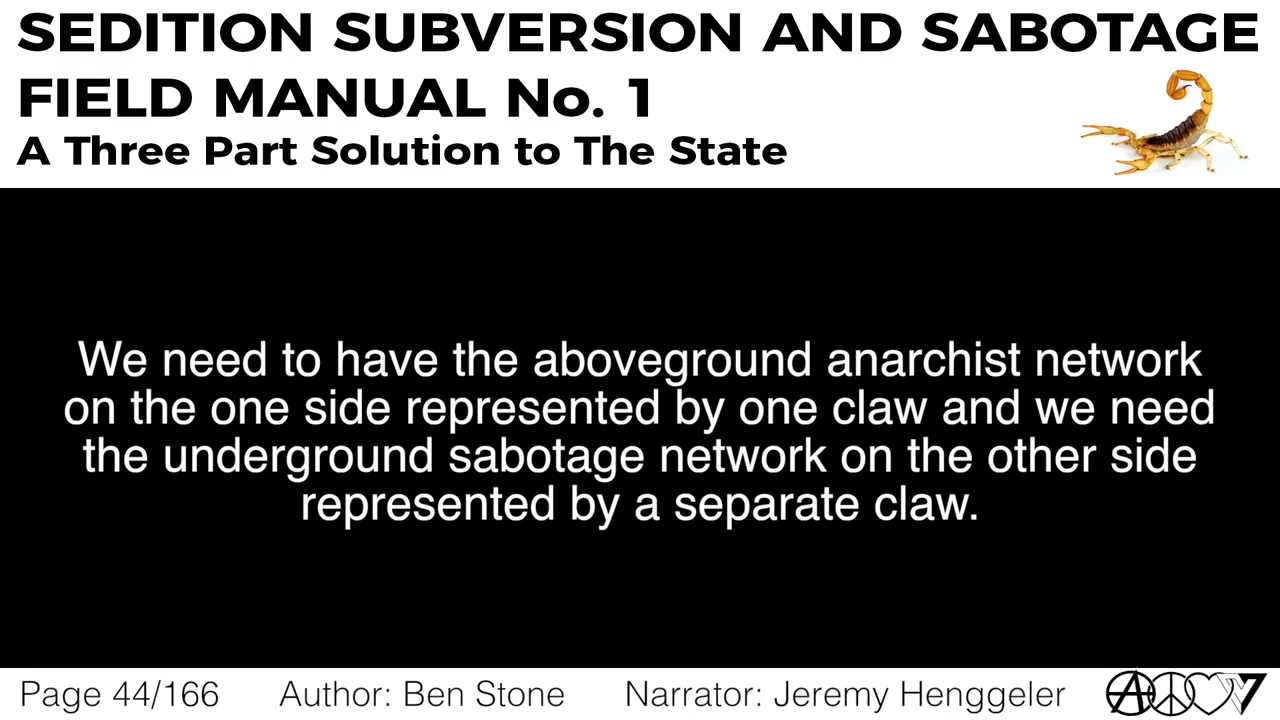 SEDITION SUBVERSION AND SABOTAGE
FIELD MANUAL No. 1
A Three Part Solution to The State
We need to have the aboveground anarchist network
on the one side represented by one claw and we need
the underground sabotage network on the other side
represented by a separate claw.
Page 44/166 Author: Ben Stone Narrator: Jeremy Henggeler